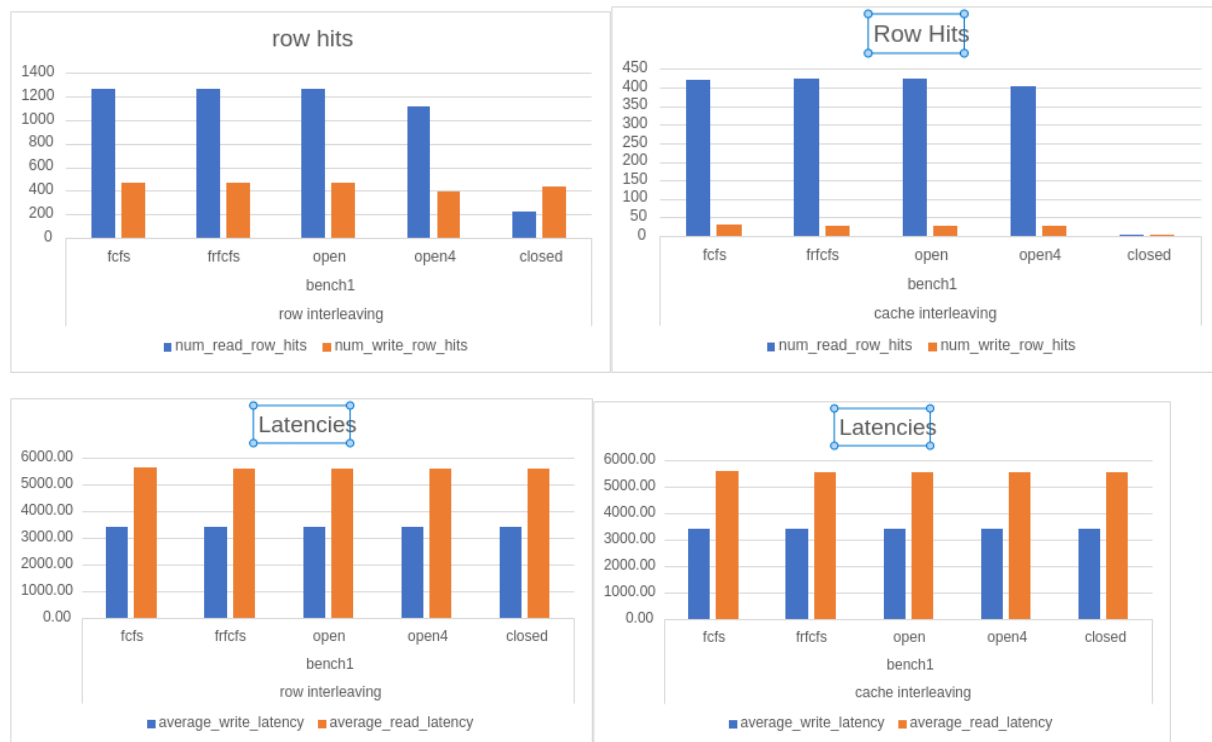 row hits
1400
1200
1000
800
600
400
200
0
fcfs frfcfs open open4 closed
bench1
row interleaving
num_read_row_hits num_write_row_hits
Row Hits
450
400
350
300
250
200
150
100
50
0
fcfs frfcfs open open4 closed
bench1
cache interleaving
num_read_row_hits num_write_row_hits
Latencies
6000.00
5000.00
4000.00
3000.00
2000.00
1000.00
0.00
fcfs frfcfs open open4 closed
bench1
row interleaving
average_write_latency average_read_latency
Latencies
6000.00
5000.00
4000.00
3000.00
2000.00
1000.00
0.00
fcfs frfcfs open open4 closed
bench1
cache interleaving
average_write_latency average_read_latency